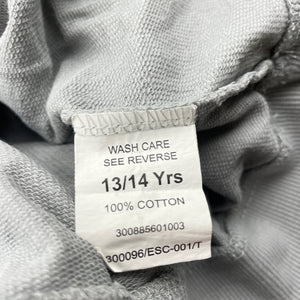 WASH CARE
SEE REVERSE
13/14 Yrs
100% COTTON
300885601003
300096/ESC-001/T